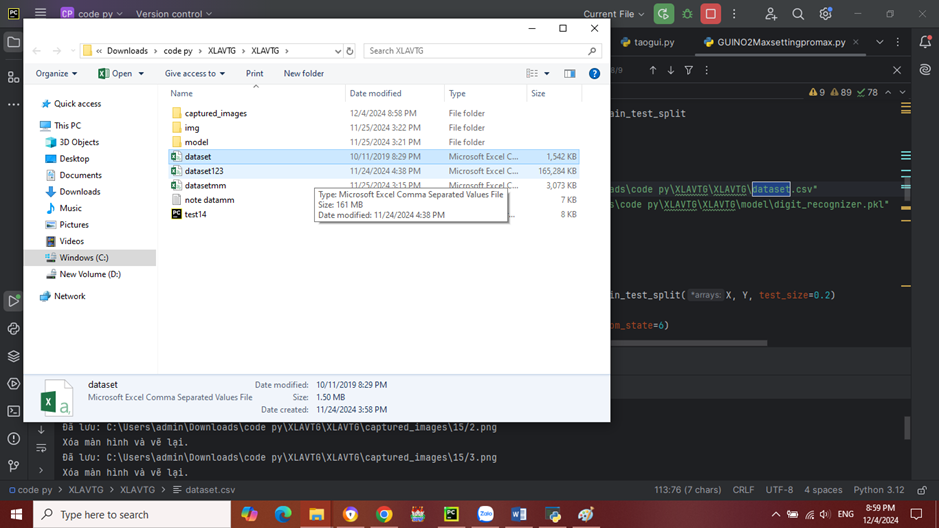 PC
CP code py
Version control
Current File
taogui.py
GUINO2Maxsettingpromax.py
« Downloads > code py > XLAVTG > XLAVTG >
Search XLAVTG
Organize
Open
Give access to
Print
New folder
8/9
9 89 78
Name
Date modified
Type
Size
Quick access
This PC
3D Objects
Desktop
Documents
Downloads
Music
Pictures
Videos
Windows (C:)
New Volume (D:)
Network
captured_images 12/4/2024 8:58 PM File folder
img 11/25/2024 3:22 PM File folder
model 11/25/2024 3:21 PM File folder
dataset 10/11/2019 8:29 PM Microsoft Excel C... 1,542 KB
dataset123 11/24/2024 4:38 PM Microsoft Excel C... 165,284 KB
datasetmm 11/25/2024 3:15 PM Microsoft Excel C... 3,073 KB
note datamm 7 KB
test14 8 KB
Type: Microsoft Excel Comma Separated Values File
Size: 161 MB
Date modified: 11/24/2024 4:38 PM
ain_test_split
ads\code py\XLAVTG\XLAVTG\dataset.csv"
s\code py\XLAVTG\XLAVTG\model\digit_recognizer.pkl"
in_test_split( *arrays: X, Y, test_size=0.2)
om_state=6)
dataset
Microsoft Excel Comma Separated Values File
Date modified: 10/11/2019 8:29 PM
Size: 1.50 MB
Date created: 11/24/2024 3:58 PM
Đã lưu: C:\Users\admin\Downloads\code py\XLAVTG\XLAVTG\captured_images\15/2.png
Xóa màn hình và vẽ lại.
Đã lưu: C:\Users\admin\Downloads\code py\XLAVTG\XLAVTG\captured_images\15/3.png
Xóa màn hình và vẽ lại.
code py > XLAVTG > XLAVTG > dataset.csv
113:76 (7 chars) CRLF UTF-8 4 spaces Python 3.12
Type here to search
Zalo
ENG
8:59 PM
12/4/2024